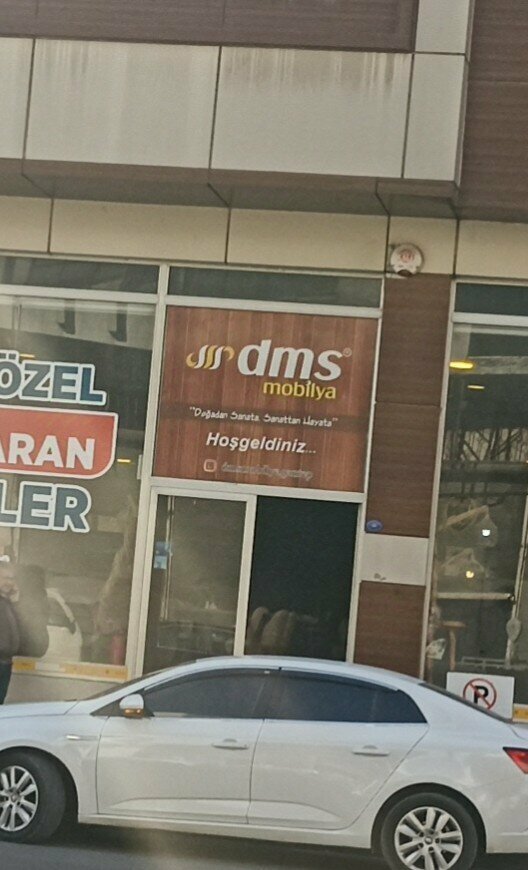 ÖZEL
ARAN
LER
dms®
mobilya
"Doğadan Sanata, Sanattan Hayata"
Hoşgeldiniz...
P